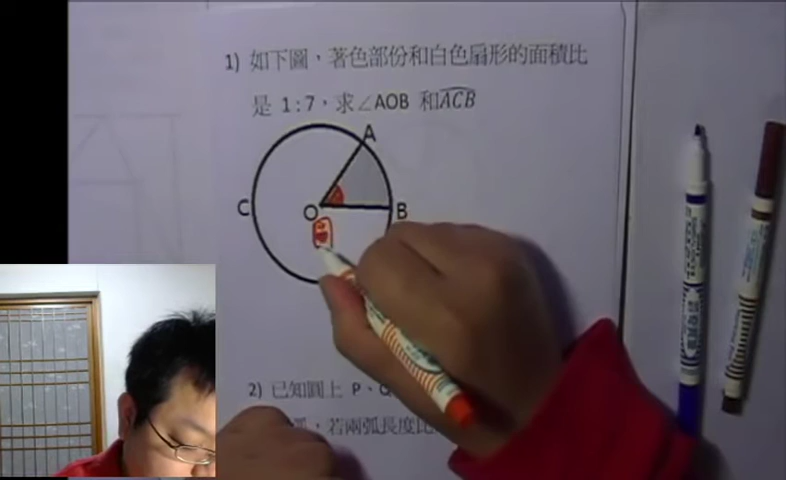 1) 如下圖，著色部份和白色扇形的面積比
是 1:7，求∠AOB 和ACB
A
C
O
B
2) 已知圓上 P、Q
弧，若兩弧長度比